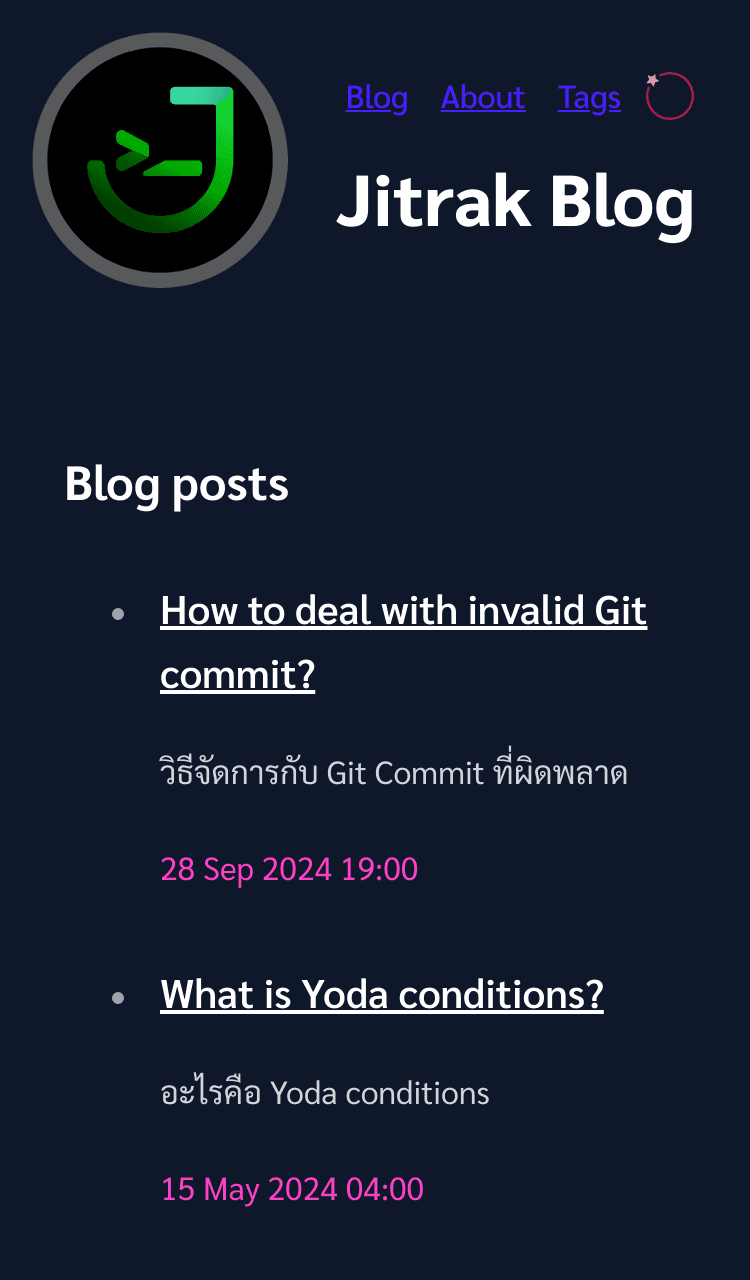 Blog About Tags
Jitrak Blog
Blog posts
How to deal with invalid Git
commit?
วิธีจัดการกับ Git Commit ที่ผิดพลาด
28 Sep 2024 19:00
What is Yoda conditions?
อะไรคือ Yoda conditions
15 May 2024 04:00